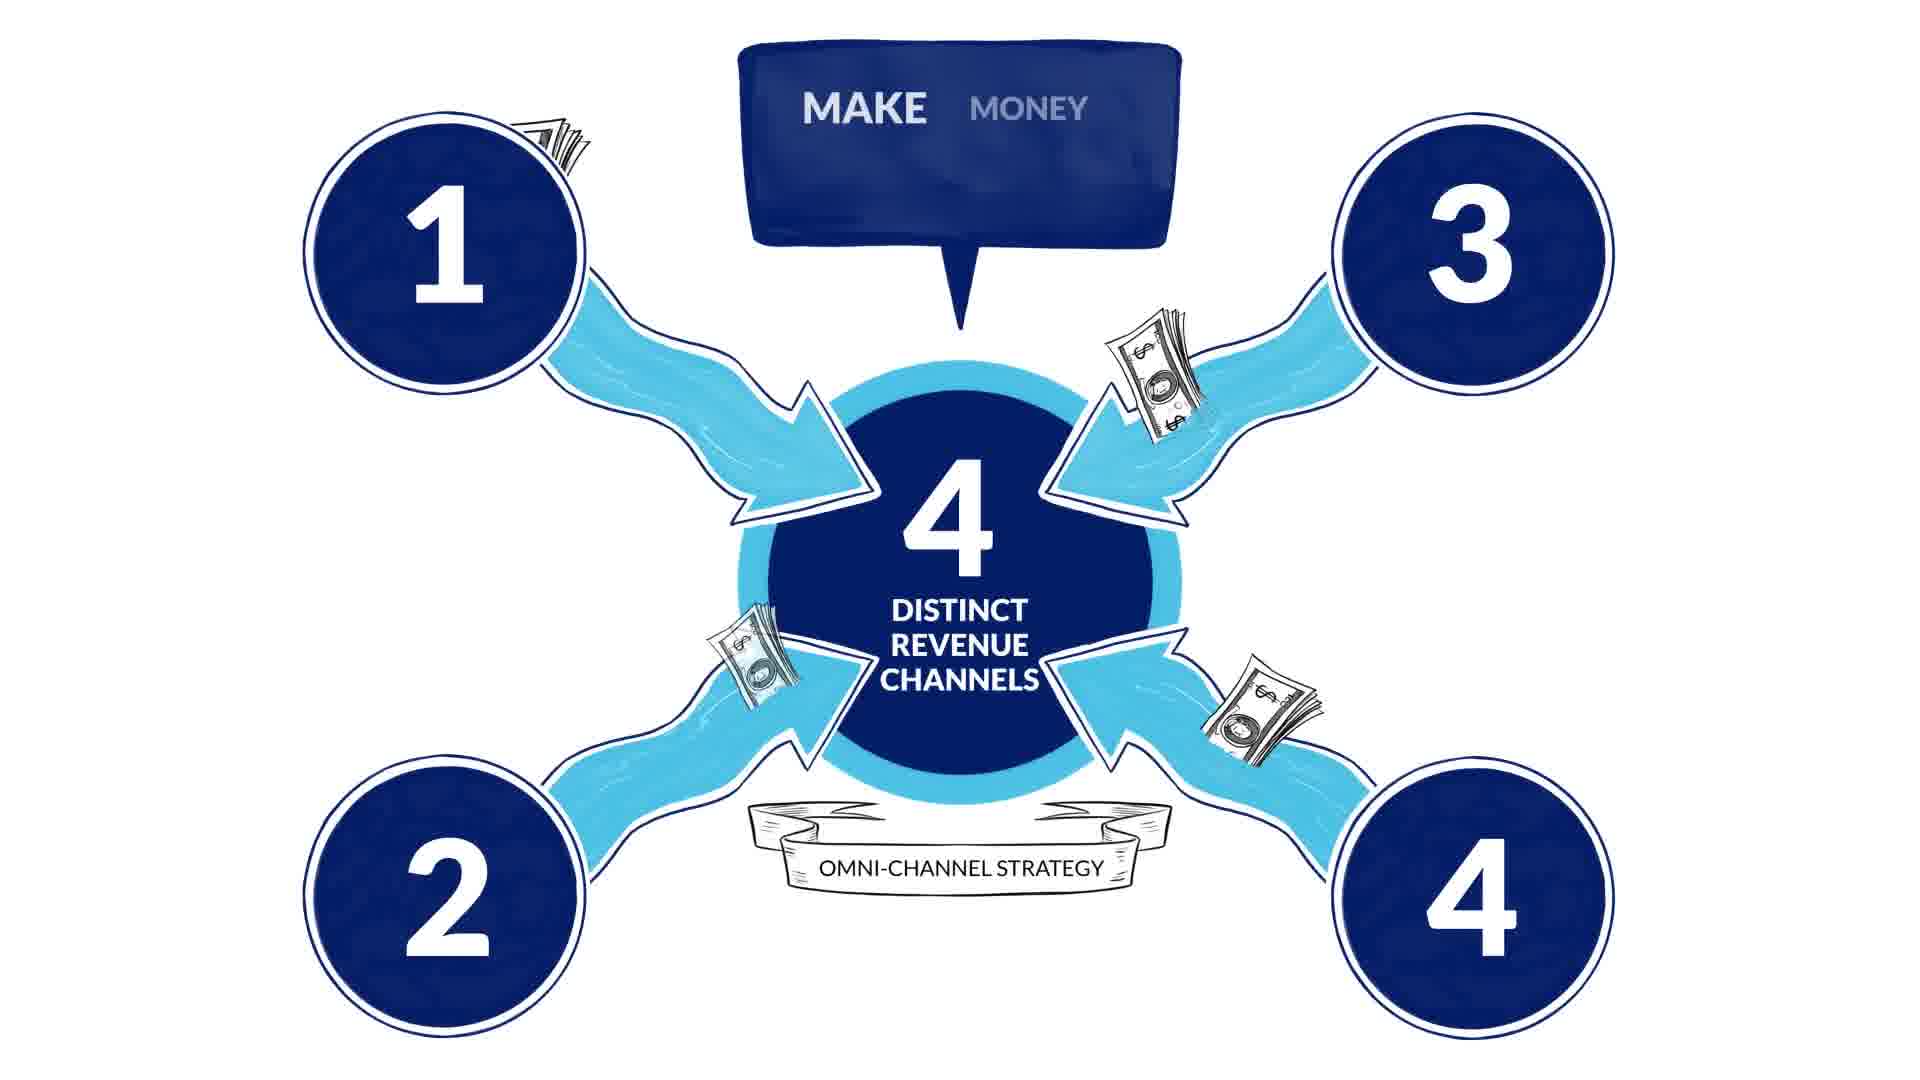 MAKE MONEY
1
3
4
DISTINCT
REVENUE
CHANNELS
2
4
OMNI-CHANNEL STRATEGY